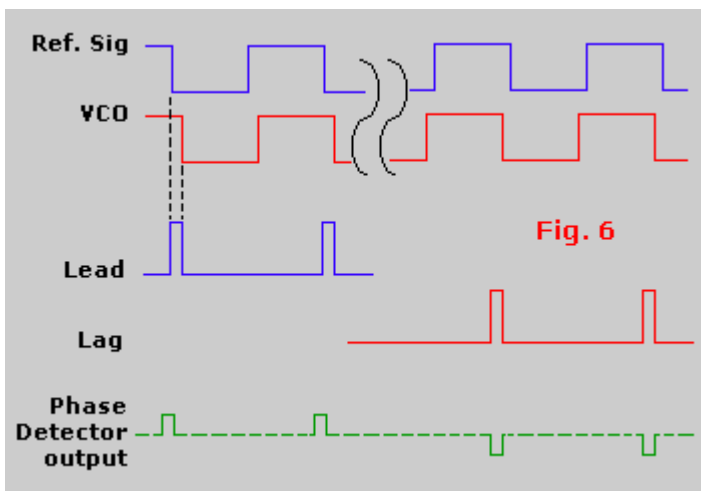 Ref. Sig
VCO
Fig. 6
Lead
Lag
Phase
Detector
output